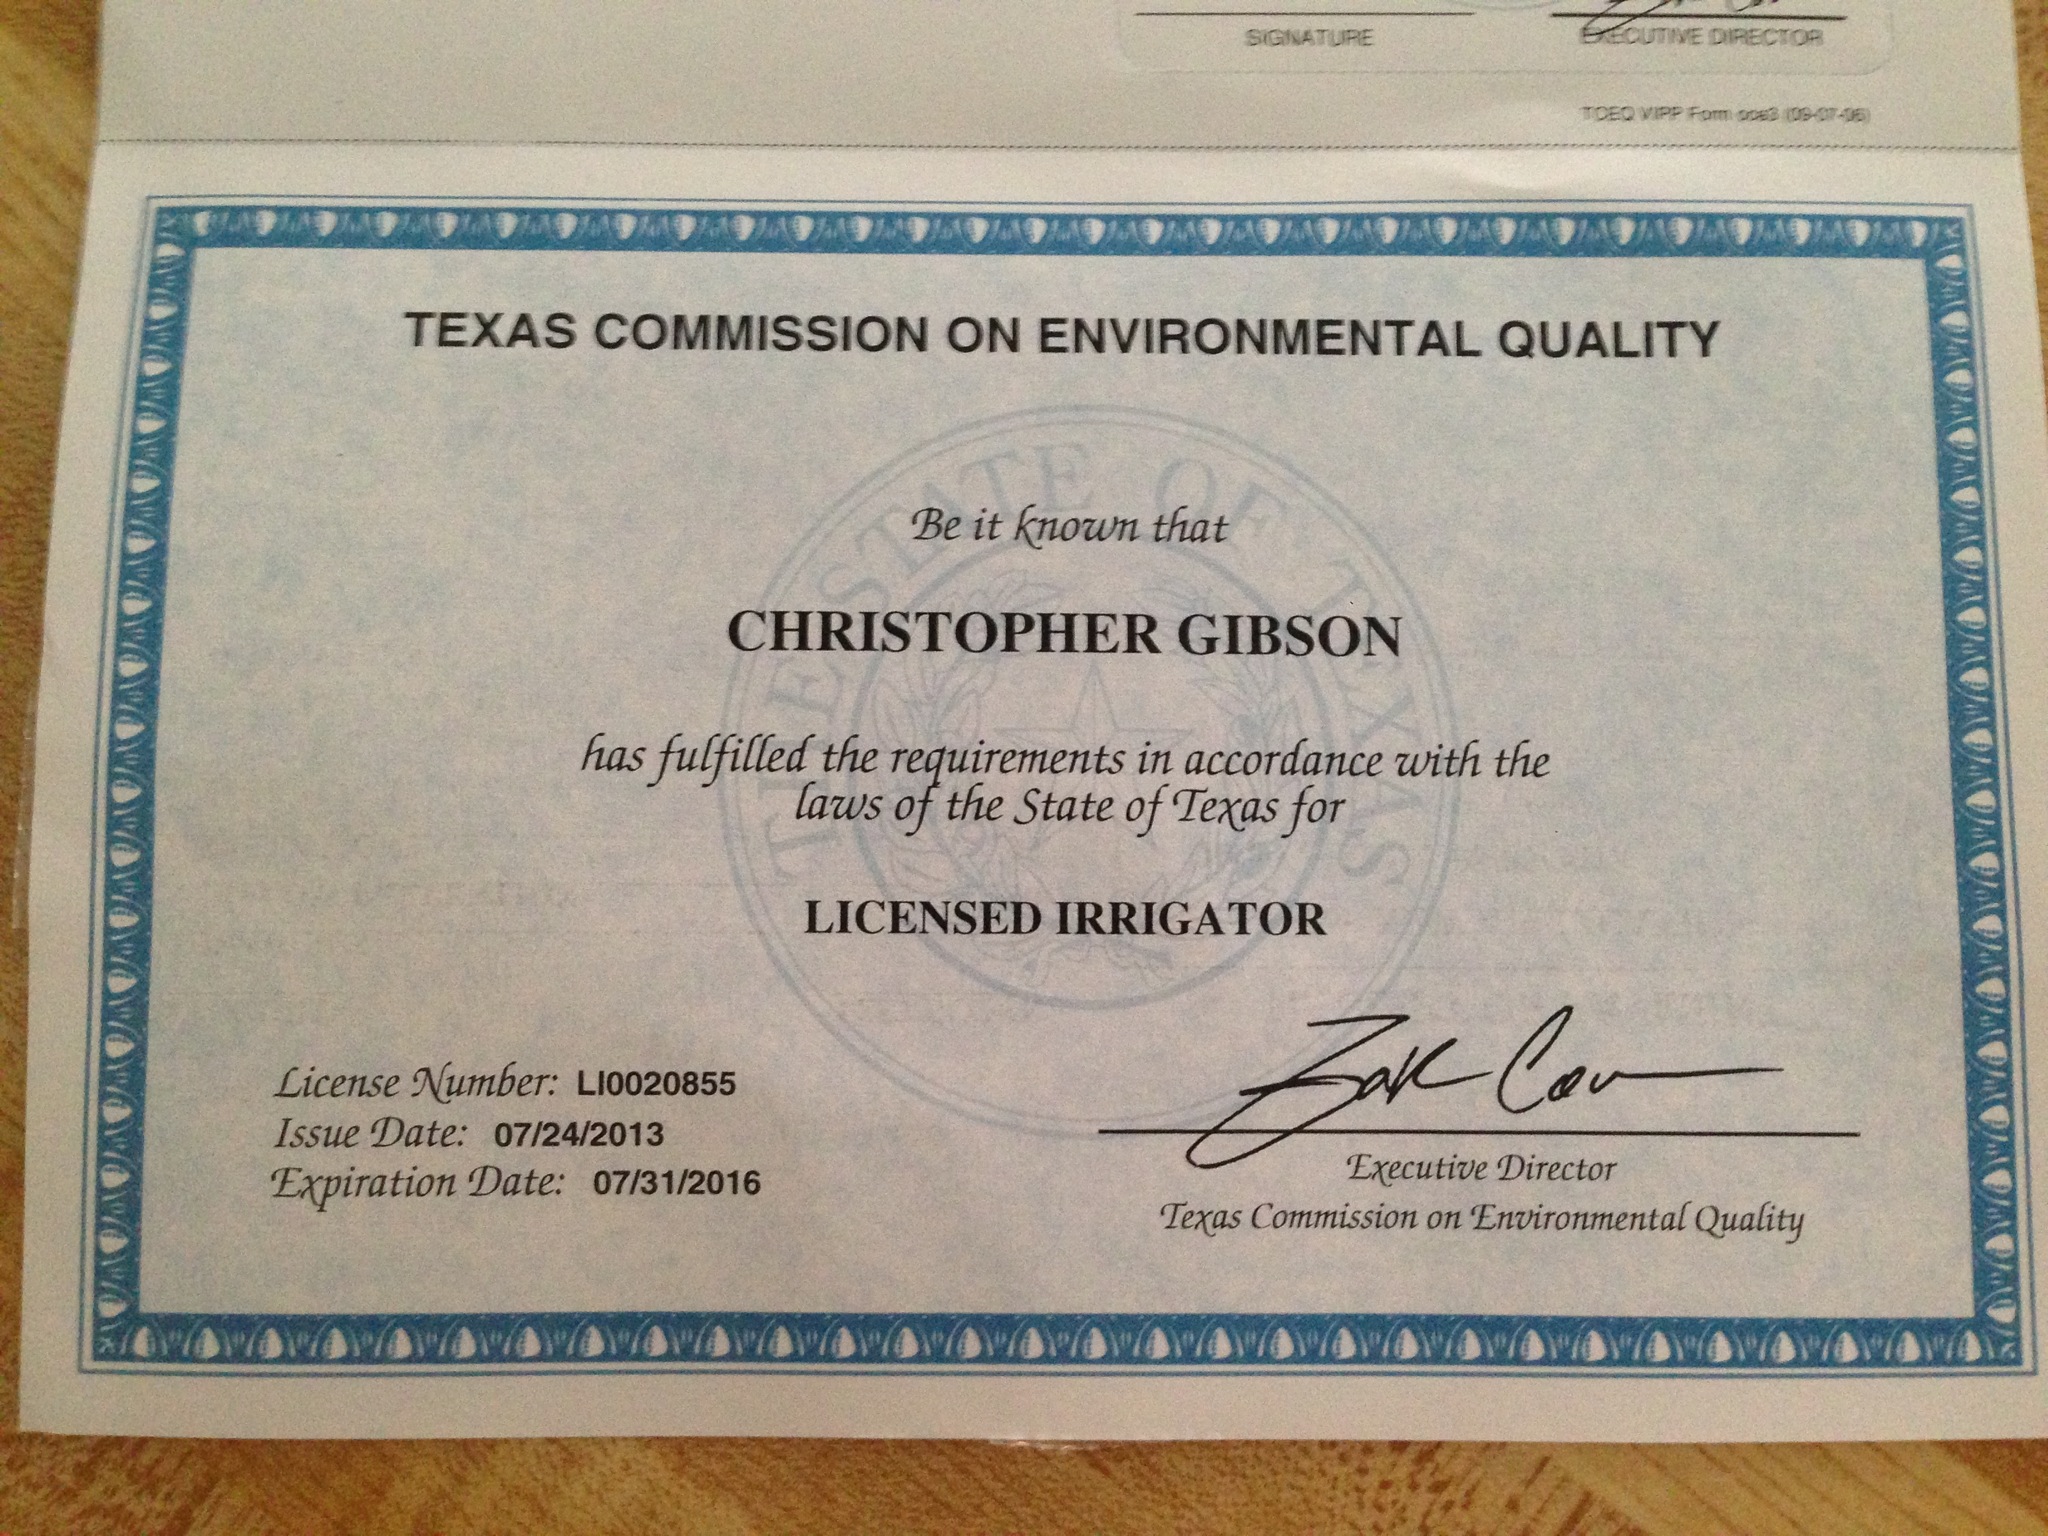 SIGNATURE EXECUTIVE DIRECTOR
TCEQ VIPP Form ocs3 (09-07-06)
TEXAS COMMISSION ON ENVIRONMENTAL QUALITY
THE STATE OF TEXAS
Be it known that
CHRISTOPHER GIBSON
has fulfilled the requirements in accordance with the
laws of the State of Texas for
LICENSED IRRIGATOR
License Number: LI0020855
Issue Date: 07/24/2013
Expiration Date: 07/31/2016
Zak Cov
Executive Director
Texas Commission on Environmental Quality